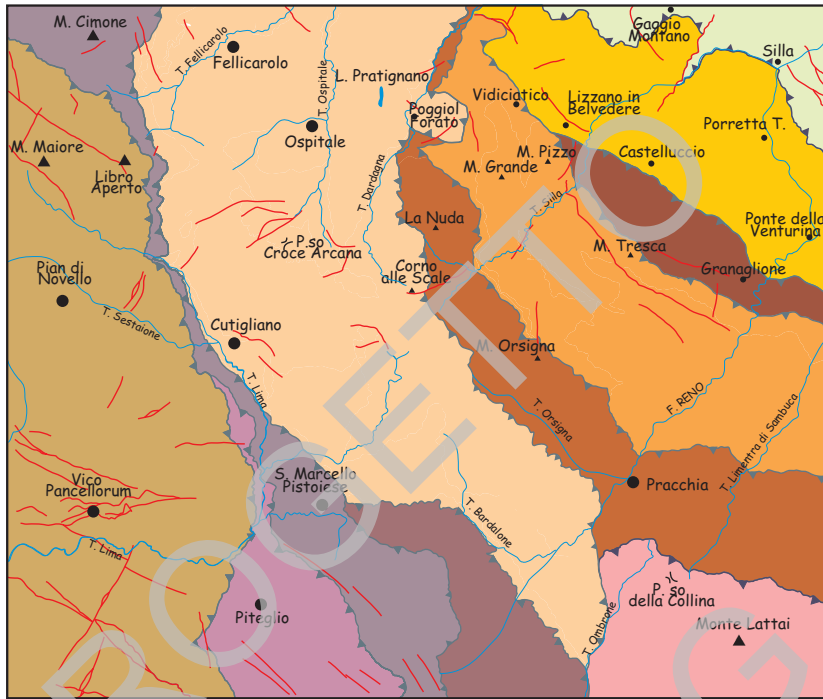 M. Cimone
Gaggio
Montano
Silla
T. Fellicarolo
Fellicarolo
T. Ospitale
L. Pratignano
Vidiciatico
Lizzano in
Belvedere
Poggiol
Forato
Porretta T.
Ospitale
M. Maiore
Libro
Aperto
M. Pizzo
Castelluccio
M. Grande
T. Dardagna
T. Silla
La Nuda
Ponte della
Venturina
P.so
Croce Arcana
M. Tresca
Corno
alle Scale
Granaglione
Pian di
Novello
T. Sestaione
Cutigliano
M. Orsigna
T. Lima
F. RENO
T. Orsigna
T. Limentra di Sambuca
S. Marcello
Pistoiese
Vico
Pancellorum
Pracchia
T. Bardalone
T. Lima
P. so
della Collina
Piteglio
T. Ombrone
Monte Lattai
ROGETTO
G